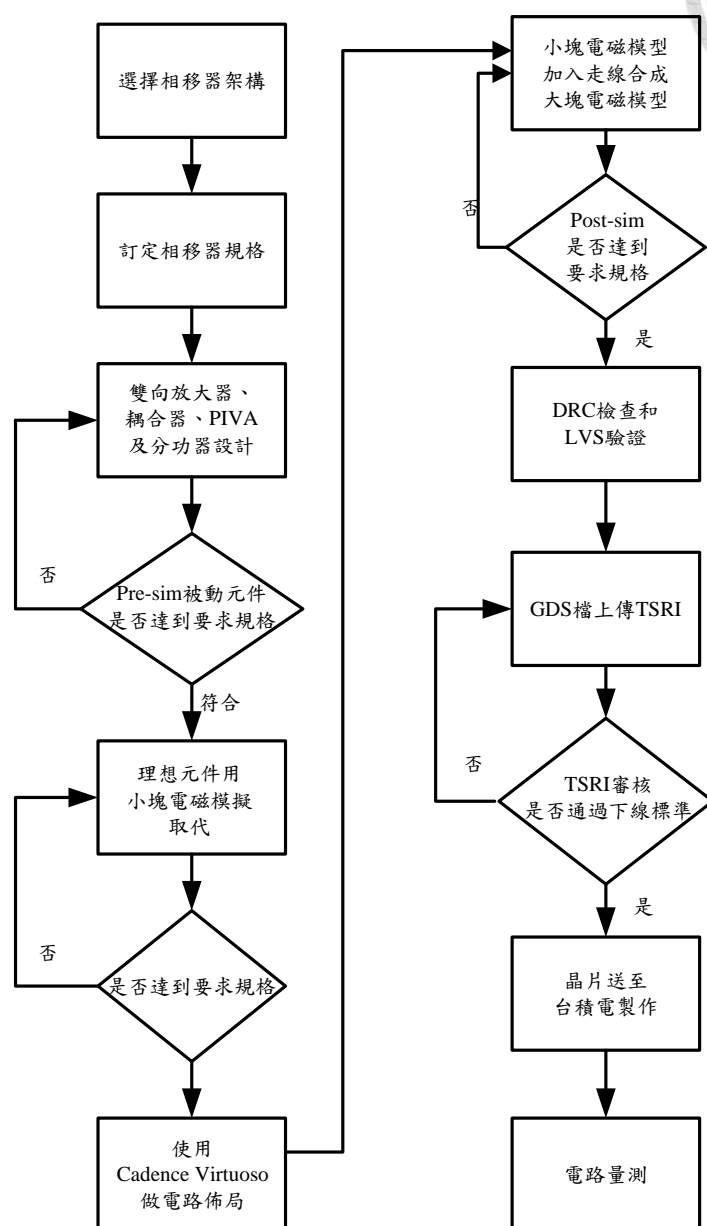 選擇相移器架構
訂定相移器規格
雙向放大器、
耦合器、PIVA
及分功器設計
否
Pre-sim被動元件
是否達到要求規格
符合
理想元件用
小塊電磁模擬
取代
否
是否達到要求規格
使用
Cadence Virtuoso
做電路佈局
小塊電磁模型
加入走線合成
大塊電磁模型
否
Post-sim
是否達到
要求規格
是
DRC檢查和
LVS驗證
GDS檔上傳TSRI
否
TSRI審核
是否通過下線標準
是
晶片送至
台積電製作
電路量測